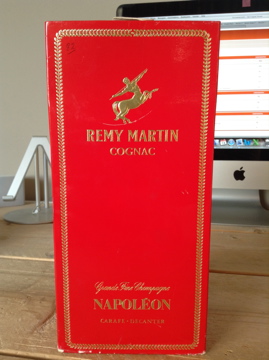 REMY MARTIN
COGNAC
Grande Fine Champagne
NAPOLÉON
CARAFE · DECANTER